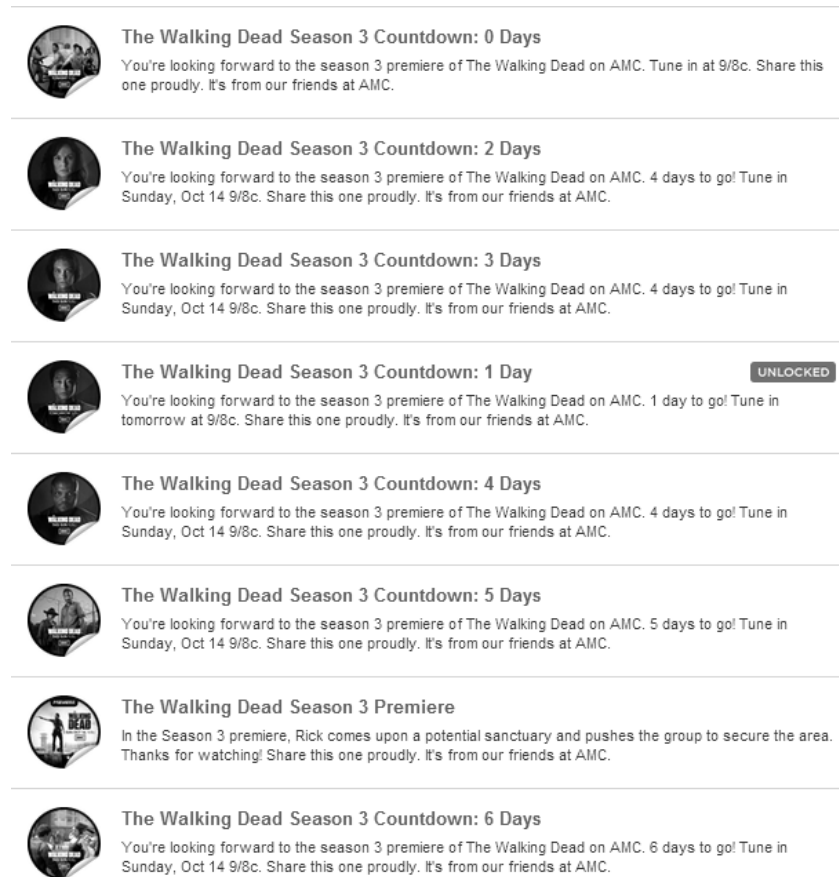 The Walking Dead Season 3 Countdown: 0 Days
You're looking forward to the season 3 premiere of The Walking Dead on AMC. Tune in at 9/8c. Share this
one proudly. It's from our friends at AMC.
The Walking Dead Season 3 Countdown: 2 Days
You're looking forward to the season 3 premiere of The Walking Dead on AMC. 4 days to go! Tune in
Sunday, Oct 14 9/8c. Share this one proudly. It's from our friends at AMC.
The Walking Dead Season 3 Countdown: 3 Days
You're looking forward to the season 3 premiere of The Walking Dead on AMC. 4 days to go! Tune in
Sunday, Oct 14 9/8c. Share this one proudly. It's from our friends at AMC.
The Walking Dead Season 3 Countdown: 1 Day
UNLOCKED
You're looking forward to the season 3 premiere of The Walking Dead on AMC. 1 day to go! Tune in
tomorrow at 9/8c. Share this one proudly. It's from our friends at AMC.
The Walking Dead Season 3 Countdown: 4 Days
You're looking forward to the season 3 premiere of The Walking Dead on AMC. 4 days to go! Tune in
Sunday, Oct 14 9/8c. Share this one proudly. It's from our friends at AMC.
The Walking Dead Season 3 Countdown: 5 Days
You're looking forward to the season 3 premiere of The Walking Dead on AMC. 5 days to go! Tune in
Sunday, Oct 14 9/8c. Share this one proudly. It's from our friends at AMC.
PREMIERE
DEAD
The Walking Dead Season 3 Premiere
In the Season 3 premiere, Rick comes upon a potential sanctuary and pushes the group to secure the area.
Thanks for watching! Share this one proudly. It's from our friends at AMC.
The Walking Dead Season 3 Countdown: 6 Days
You're looking forward to the season 3 premiere of The Walking Dead on AMC. 6 days to go! Tune in
Sunday, Oct 14 9/8c. Share this one proudly. It's from our friends at AMC.